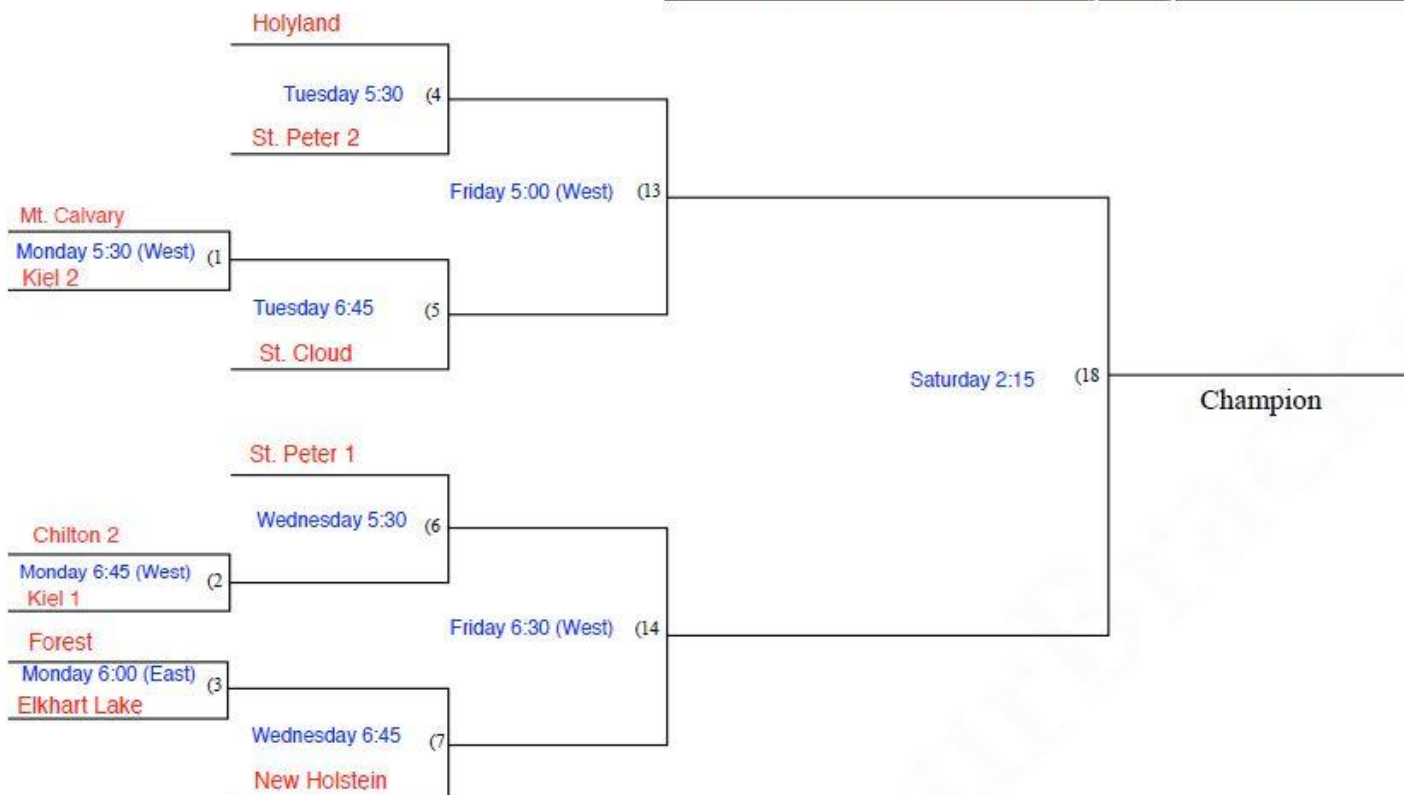 Holyland
Tuesday 5:30 (4
St. Peter 2
Friday 5:00 (West) (13
Mt. Calvary
Monday 5:30 (West) (1
Kiel 2
Tuesday 6:45 (5
St. Cloud
Saturday 2:15 (18
Champion
St. Peter 1
Wednesday 5:30 (6
Chilton 2
Monday 6:45 (West) (2
Kiel 1
Friday 6:30 (West) (14
Forest
Monday 6:00 (East) (3
Elkhart Lake
Wednesday 6:45 (7
New Holstein